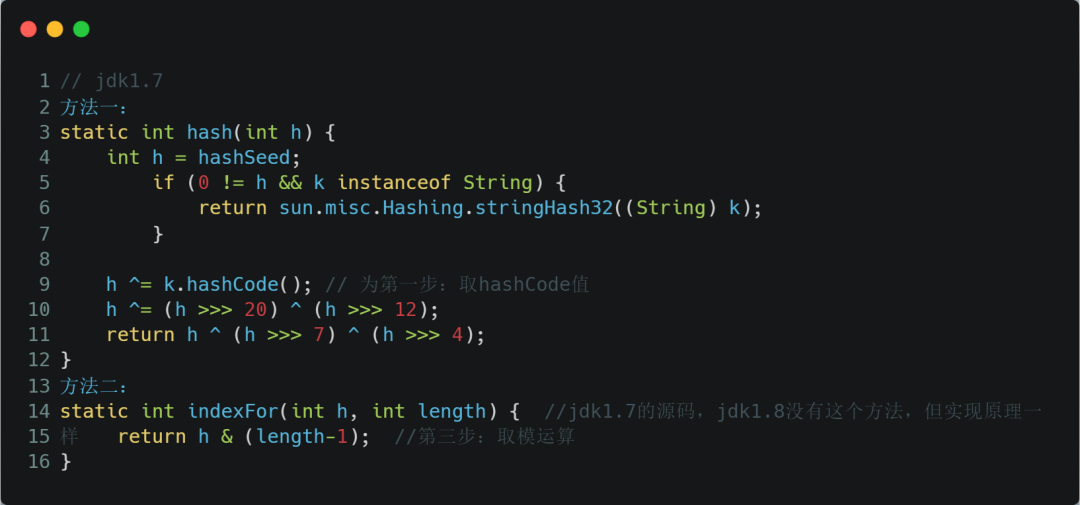 1 // jdk1.7
2 方法一：
3 static int hash(int h) {
4     int h = hashSeed;
5         if (0 != h && k instanceof String) {
6             return sun.misc.Hashing.stringHash32((String) k);
7         }
8
9     h ^= k.hashCode(); // 为第一步：取hashCode值
10     h ^= (h >>> 20) ^ (h >>> 12);
11     return h ^ (h >>> 7) ^ (h >>> 4);
12 }
13 方法二：
14 static int indexFor(int h, int length) {  //jdk1.7的源码，jdk1.8没有这个方法，但实现原理一
15 样   return h & (length-1);  //第三步：取模运算
16 }